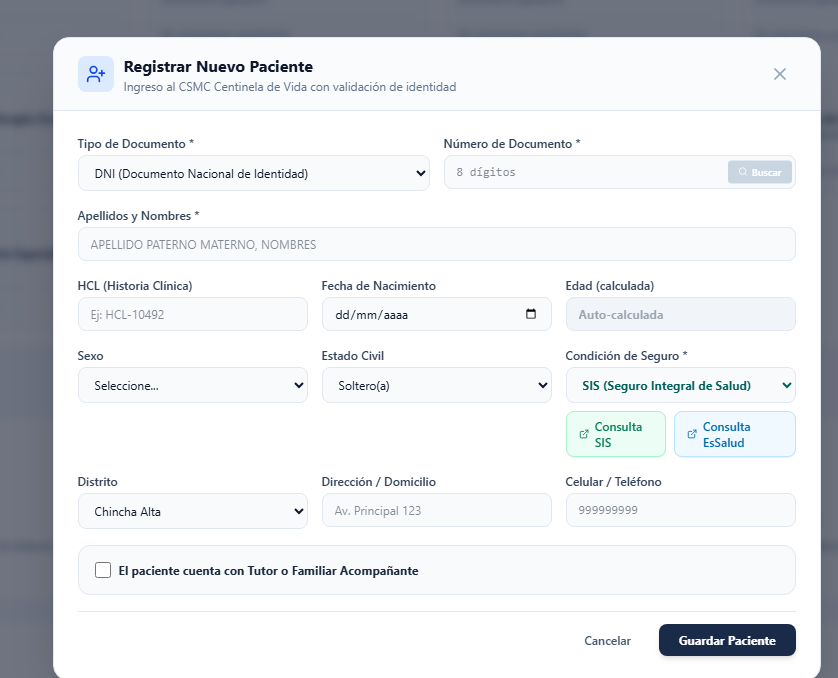 Registrar Nuevo Paciente
Ingreso al CSMC Centinela de Vida con validación de identidad
Tipo de Documento *
Número de Documento *
DNI (Documento Nacional de Identidad)
8 dígitos
Buscar
Apellidos y Nombres *
APELLIDO PATERNO MATERNO, NOMBRES
HCL (Historia Clínica)
Fecha de Nacimiento
Edad (calculada)
Ej: HCL-10492
dd/mm/aaaa
Auto-calculada
Sexo
Estado Civil
Condición de Seguro *
Seleccione...
Soltero(a)
SIS (Seguro Integral de Salud)
Consulta
SIS
Consulta
EsSalud
Distrito
Dirección / Domicilio
Celular / Teléfono
Chincha Alta
Av. Principal 123
999999999
El paciente cuenta con Tutor o Familiar Acompañante
Cancelar
Guardar Paciente